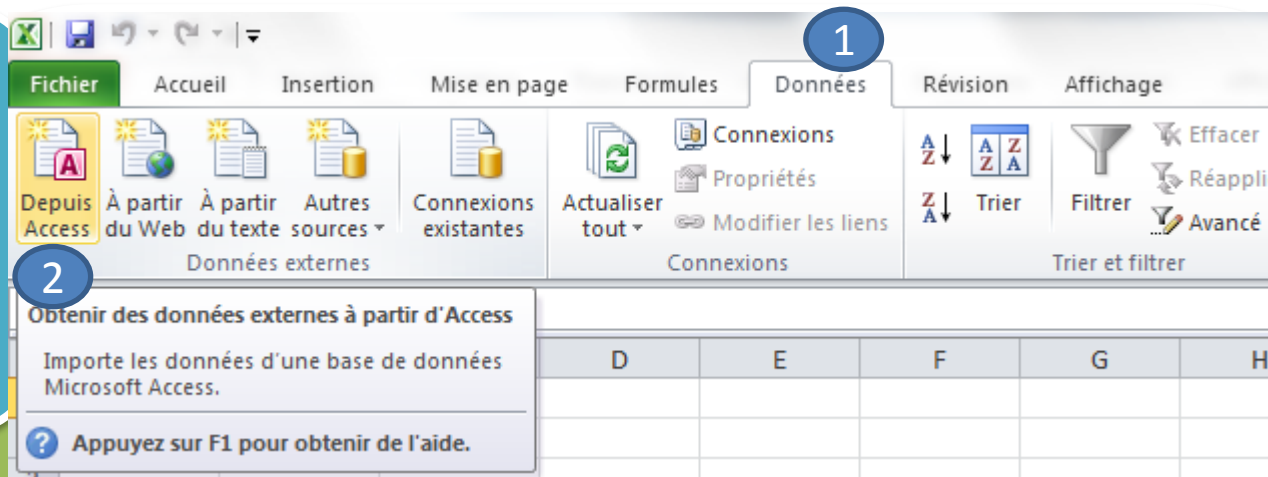 1
Fichier Accueil Insertion Mise en page Formules Données Révision Affichage
Depuis Access
À partir du Web
À partir du texte
Autres sources
Connexions existantes
Données externes
Actualiser tout
Connexions
Propriétés
Modifier les liens
Connexions
A Z
Z A
A Z
Z A
Trier
Filtrer
Effacer
Réappli
Avancé
Trier et filtrer
2
Obtenir des données externes à partir d'Access
Importe les données d'une base de données
Microsoft Access.
Appuyez sur F1 pour obtenir de l'aide.
D E F G H